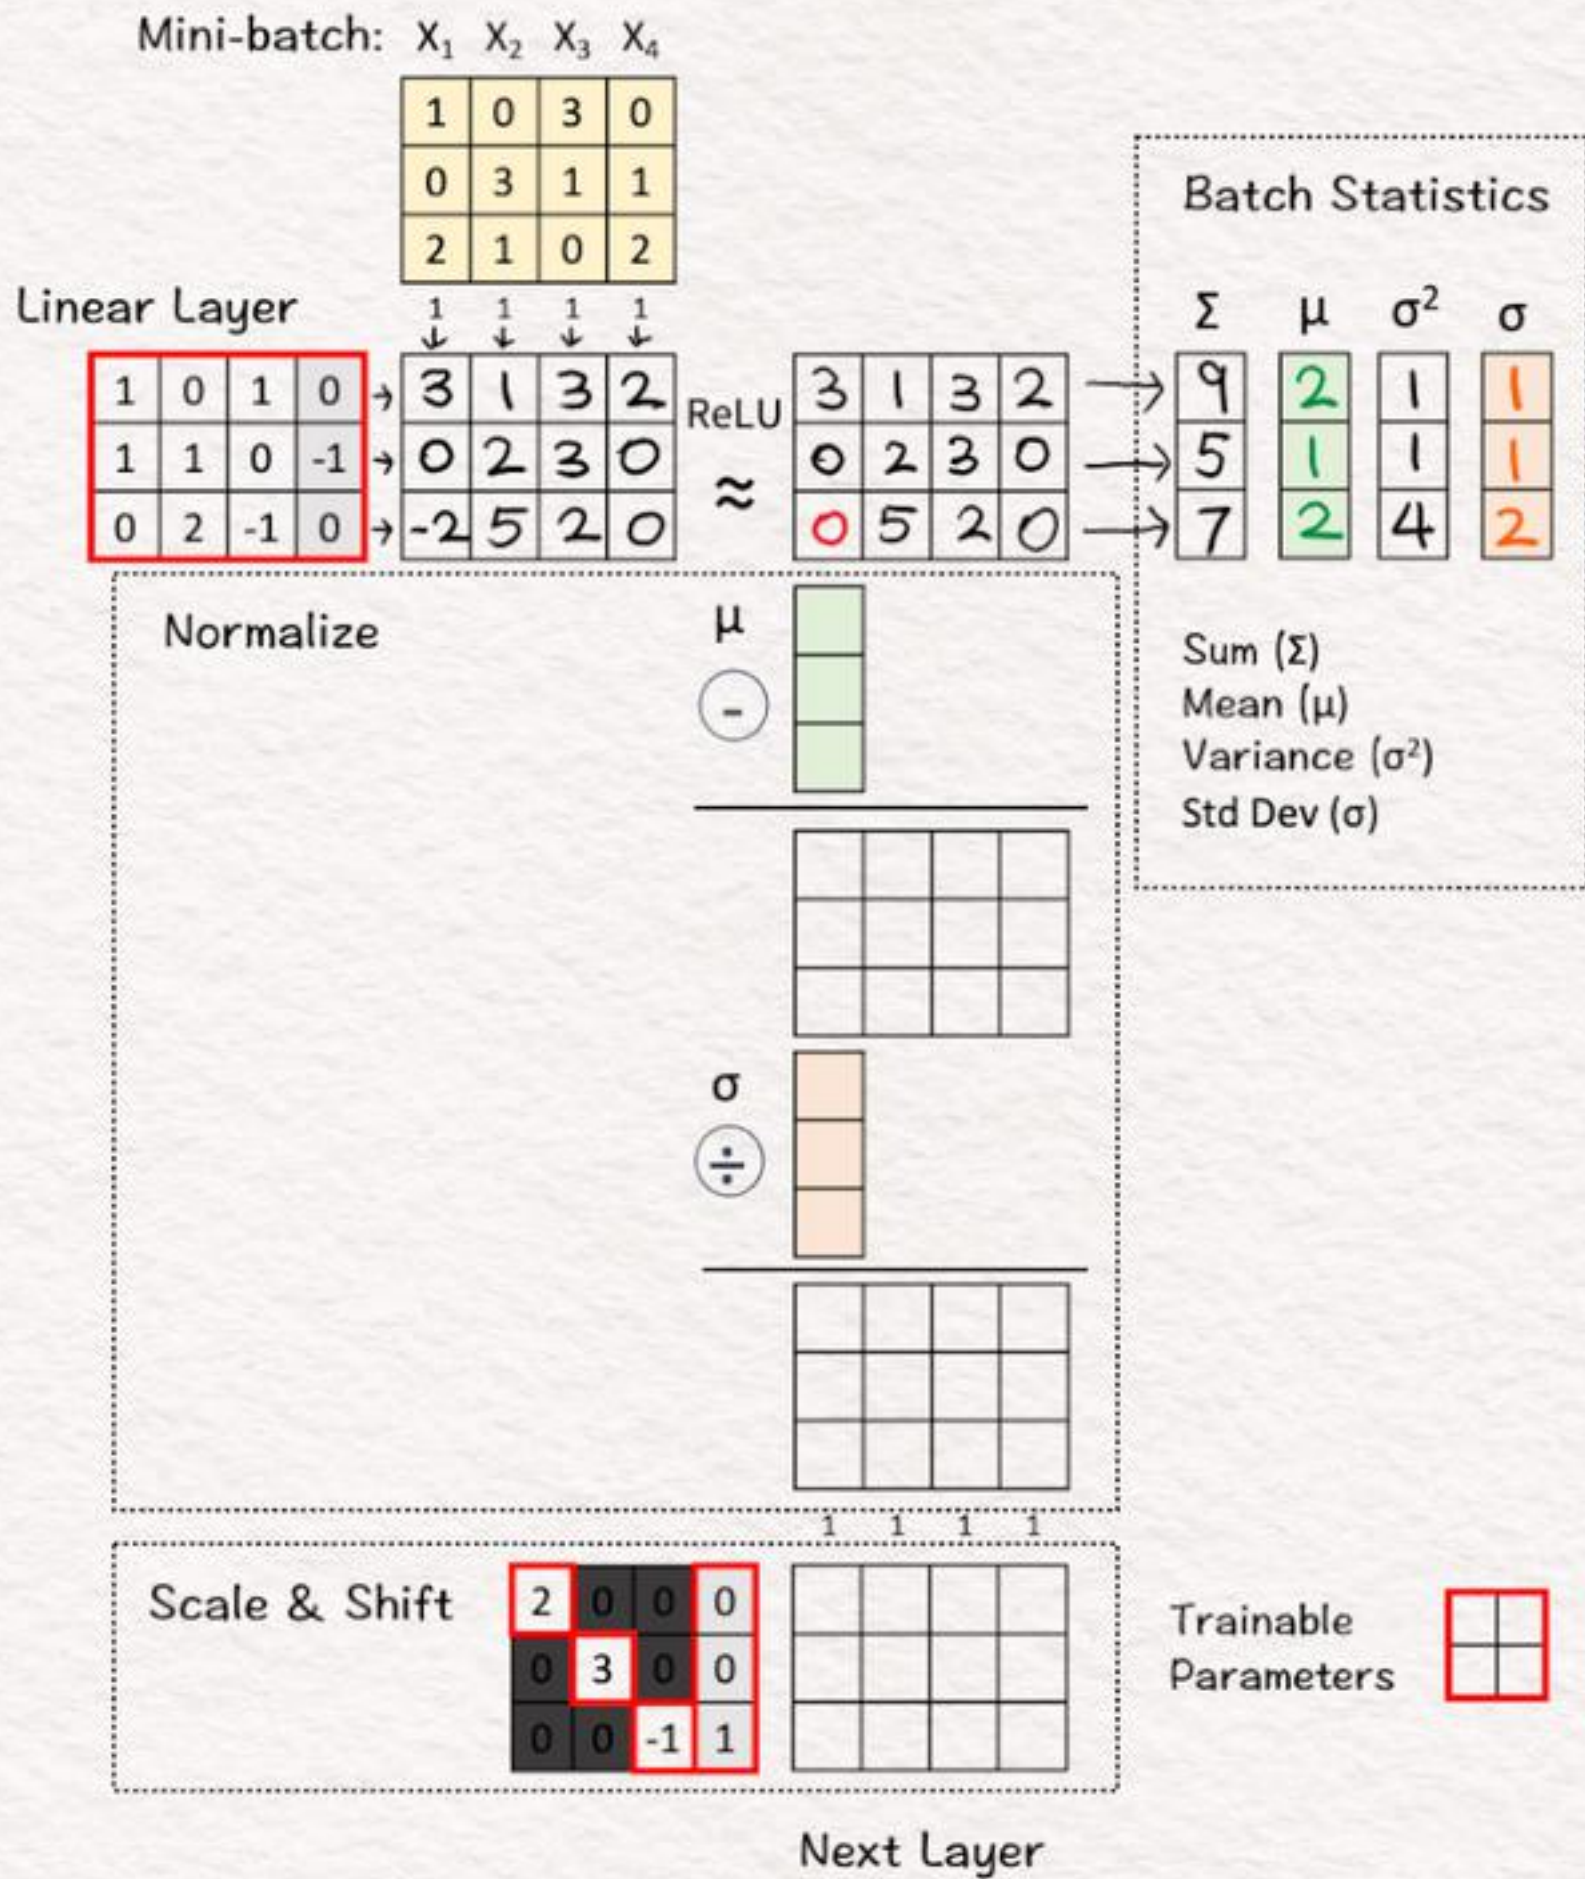 Mini-batch: X₁ X₂ X₃ X₄
1 0 3 0
0 3 1 1
2 1 0 2
Linear Layer
1 1 1 1
1 0 1 0
3 1 3 2
1 1 0 -1
0 2 3 0
0 2 -1 0
-2 5 2 0
ReLU
≈
3 1 3 2
0 2 3 0
0 5 2 0
Batch Statistics
Σ μ σ² σ
9 2 1 1
5 1 1 1
7 2 4 2
Sum (Σ)
Mean (μ)
Variance (σ²)
Std Dev (σ)
Normalize
μ
-
σ
÷
1 1 1 1
Scale & Shift
2 0 0 0
0 3 0 0
0 0 -1 1
Trainable
Parameters
Next Layer